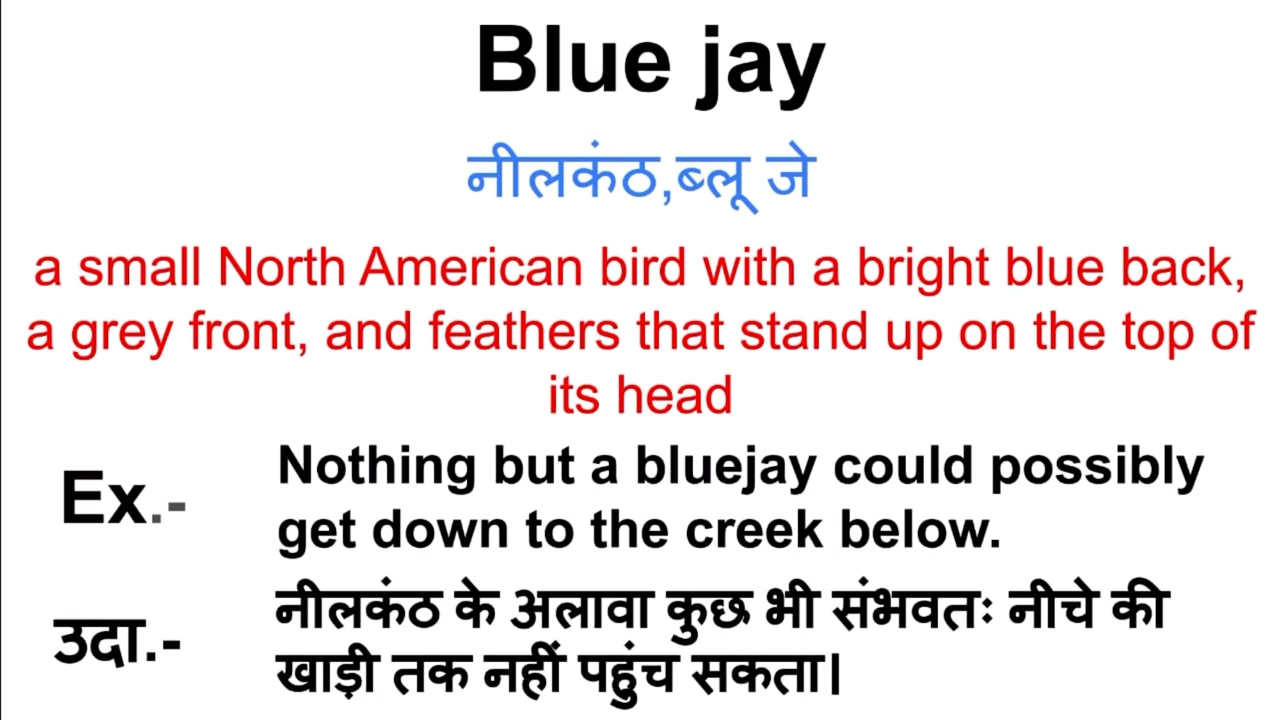 Blue jay
नीलकंठ,ब्लू जे
a small North American bird with a bright blue back,
a grey front, and feathers that stand up on the top of
its head
Ex.- Nothing but a bluejay could possibly
get down to the creek below.
उदा.- नीलकंठ के अलावा कुछ भी संभवतः नीचे की
खाड़ी तक नहीं पहुंच सकता।